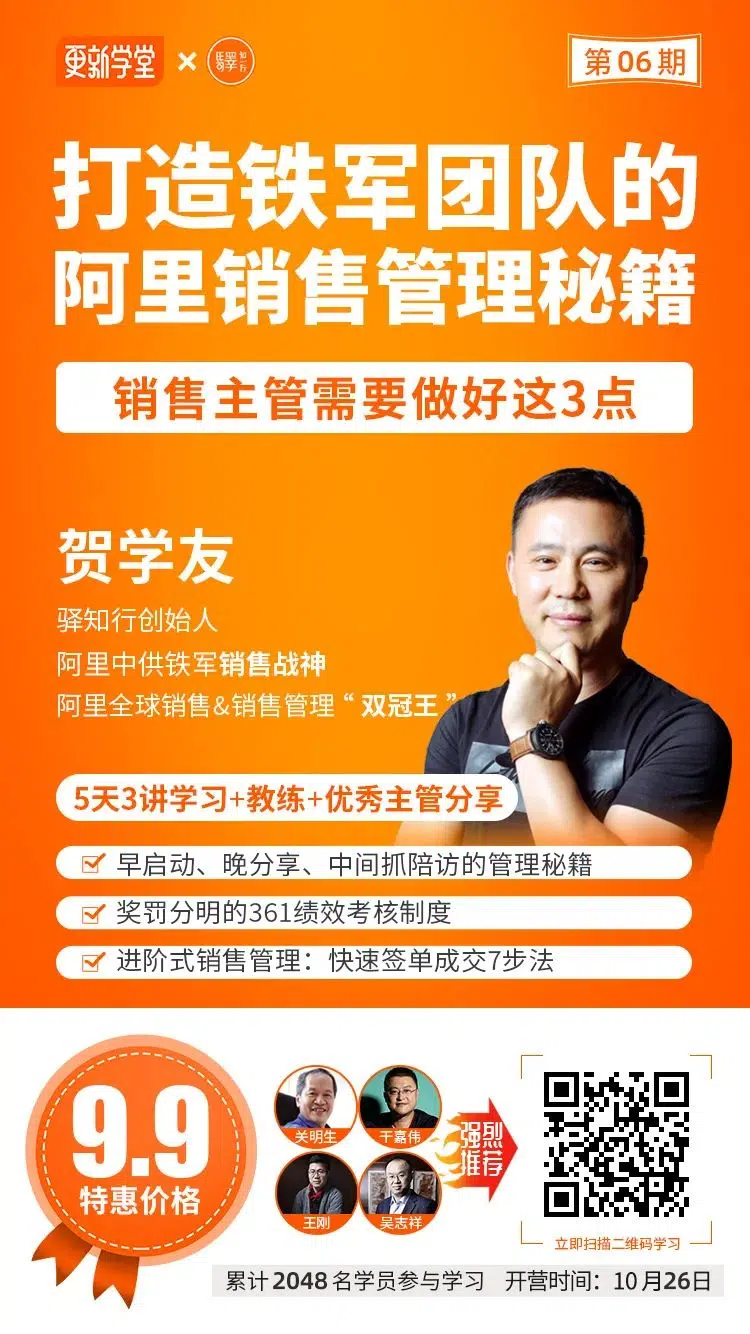 更新学堂 × 驿知行
第06期
打造铁军团队的
阿里销售管理秘籍
销售主管需要做好这3点
贺学友
驿知行创始人
阿里中供铁军销售战神
阿里全球销售&销售管理“双冠王”
5天3讲学习+教练+优秀主管分享
早启动、晚分享、中间抓陪访的管理秘籍
奖罚分明的361绩效考核制度
进阶式销售管理：快速签单成交7步法
9.9
特惠价格
关明生
干嘉伟
王刚
吴志祥
强烈
推荐
立即扫描二维码学习
累计2048名学员参与学习 开营时间：10月26日